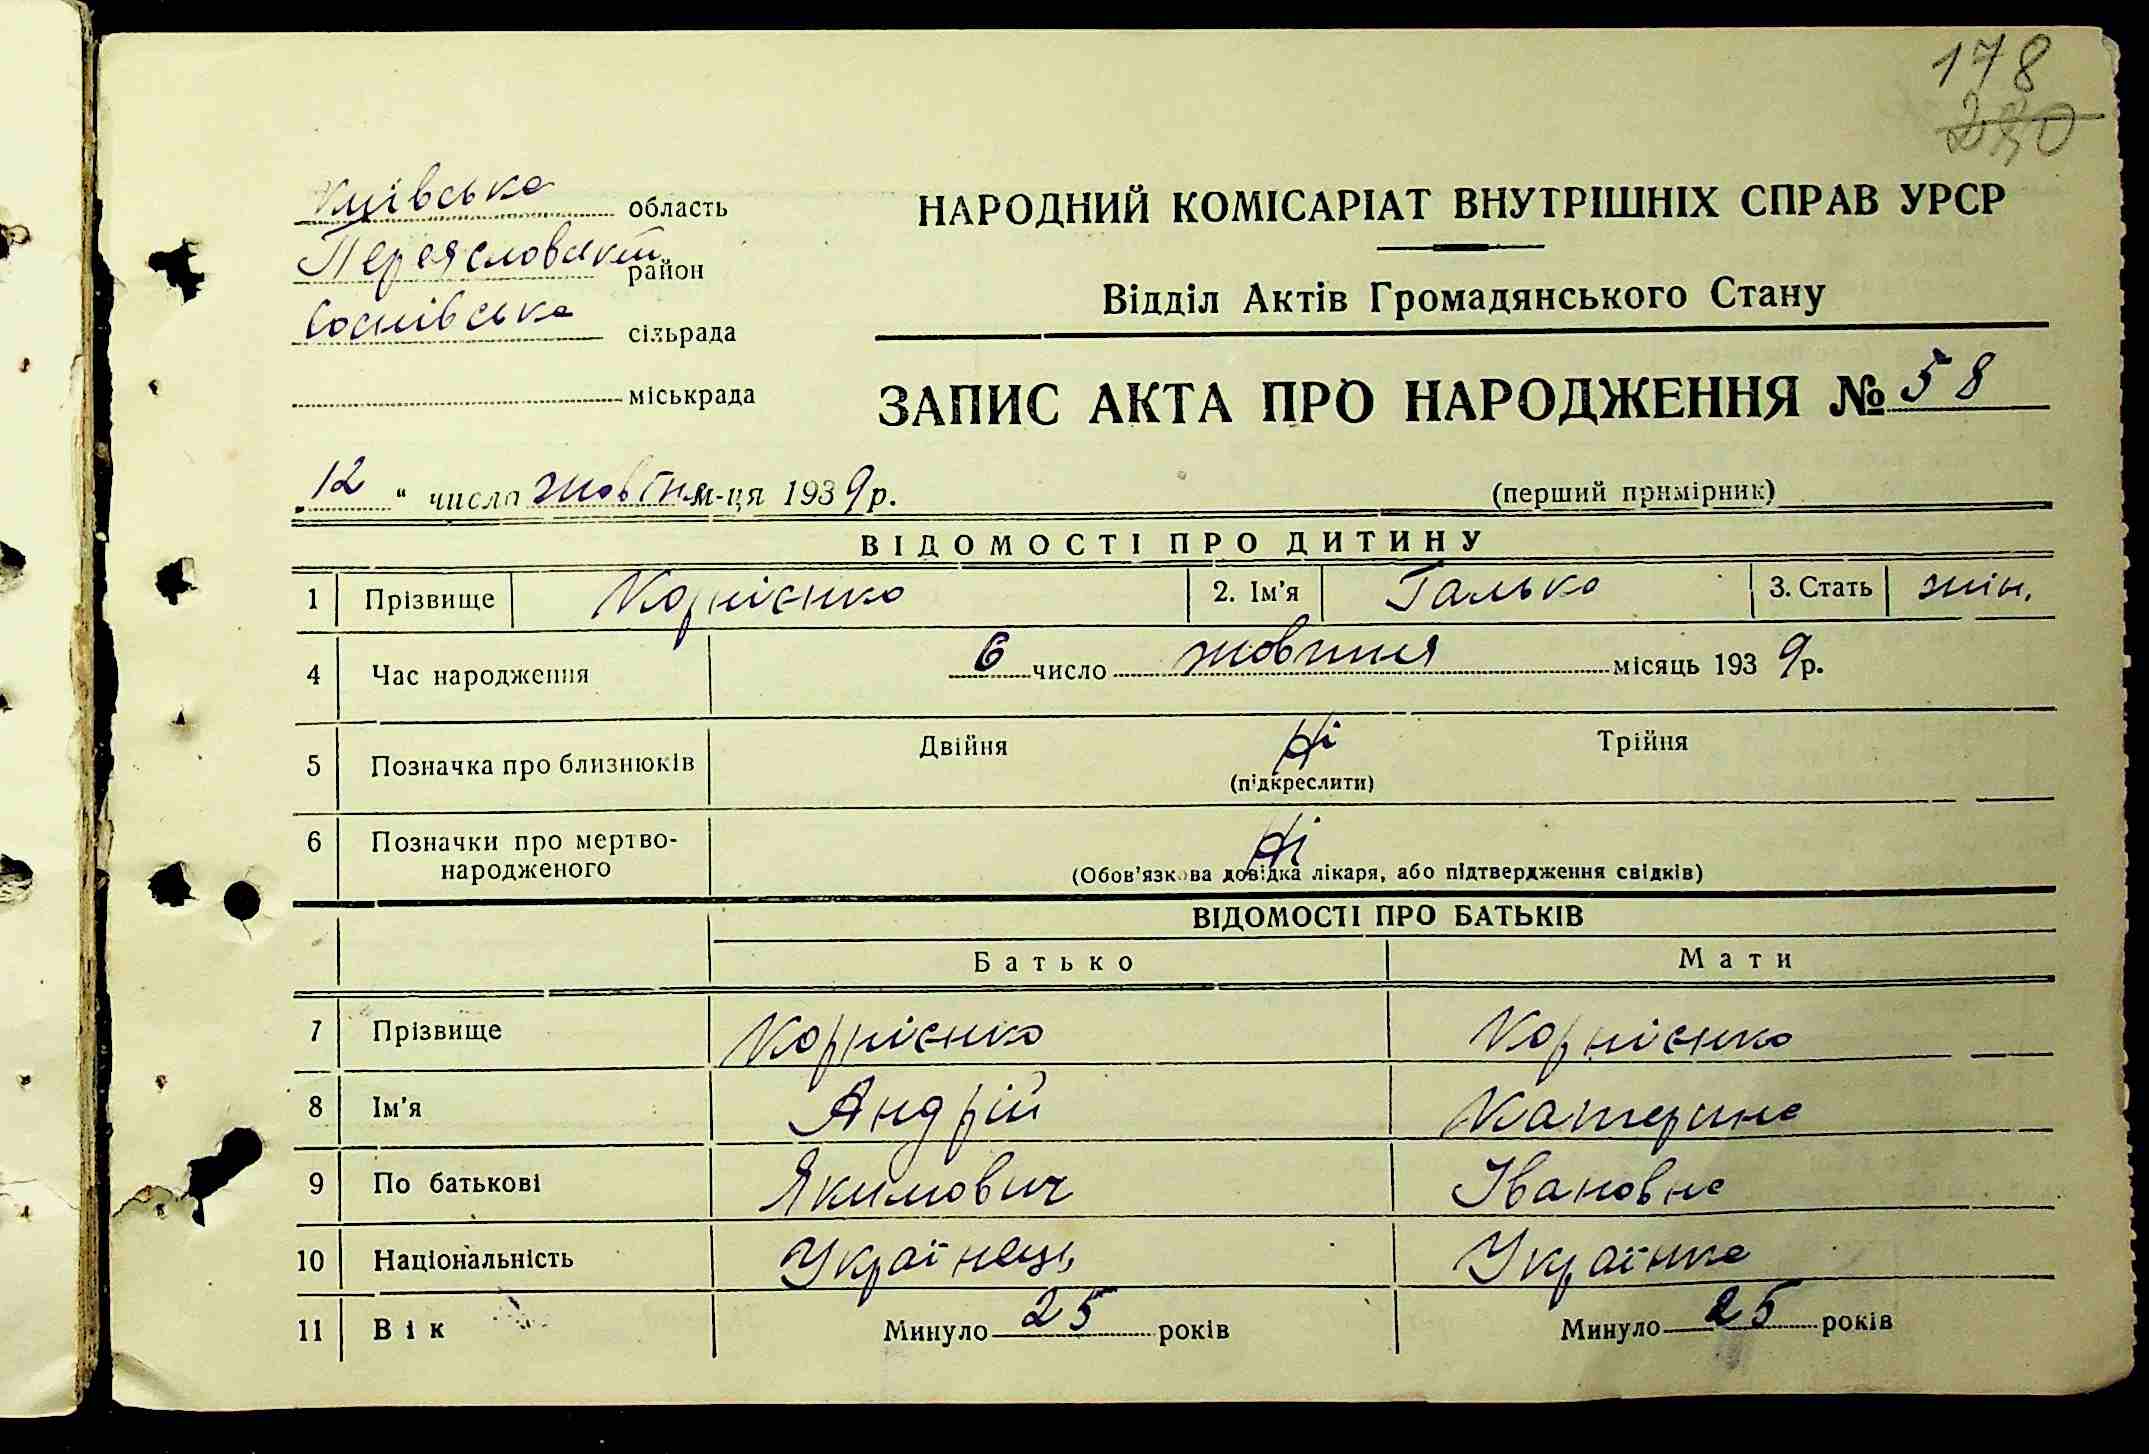 178
280
Київська область
Переяславський район
Соснівська сільрада
міськрада
НАРОДНИЙ КОМІСАРІАТ ВНУТРІШНІХ СПРАВ УРСР
Відділ Актів Громадянського Стану
ЗАПИС АКТА ПРО НАРОДЖЕННЯ № 58
„ 12 “ числа жовтня м-ця 1939 р.
(перший примірник)
ВІДОМОСТІ ПРО ДИТИНУ
1 Прізвище Корнієнко 2. Ім'я Галька 3. Стать жін.
4 Час народження 6 число жовтня місяць 1939 р.
5 Позначка про близнюків Двійня Ні Трійня
(підкреслити)
6 Позначки про мертво-
народженого Ні
(Обов'язкова довідка лікаря, або підтвердження свідків)
ВІДОМОСТІ ПРО БАТЬКІВ
Батько Мати
7 Прізвище Корнієнко Корнієнко
8 Ім'я Андрій Катерина
9 По батькові Якимович Івановна
10 Національність Українець Українка
11 Вік Минуло 25 років Минуло 25 років